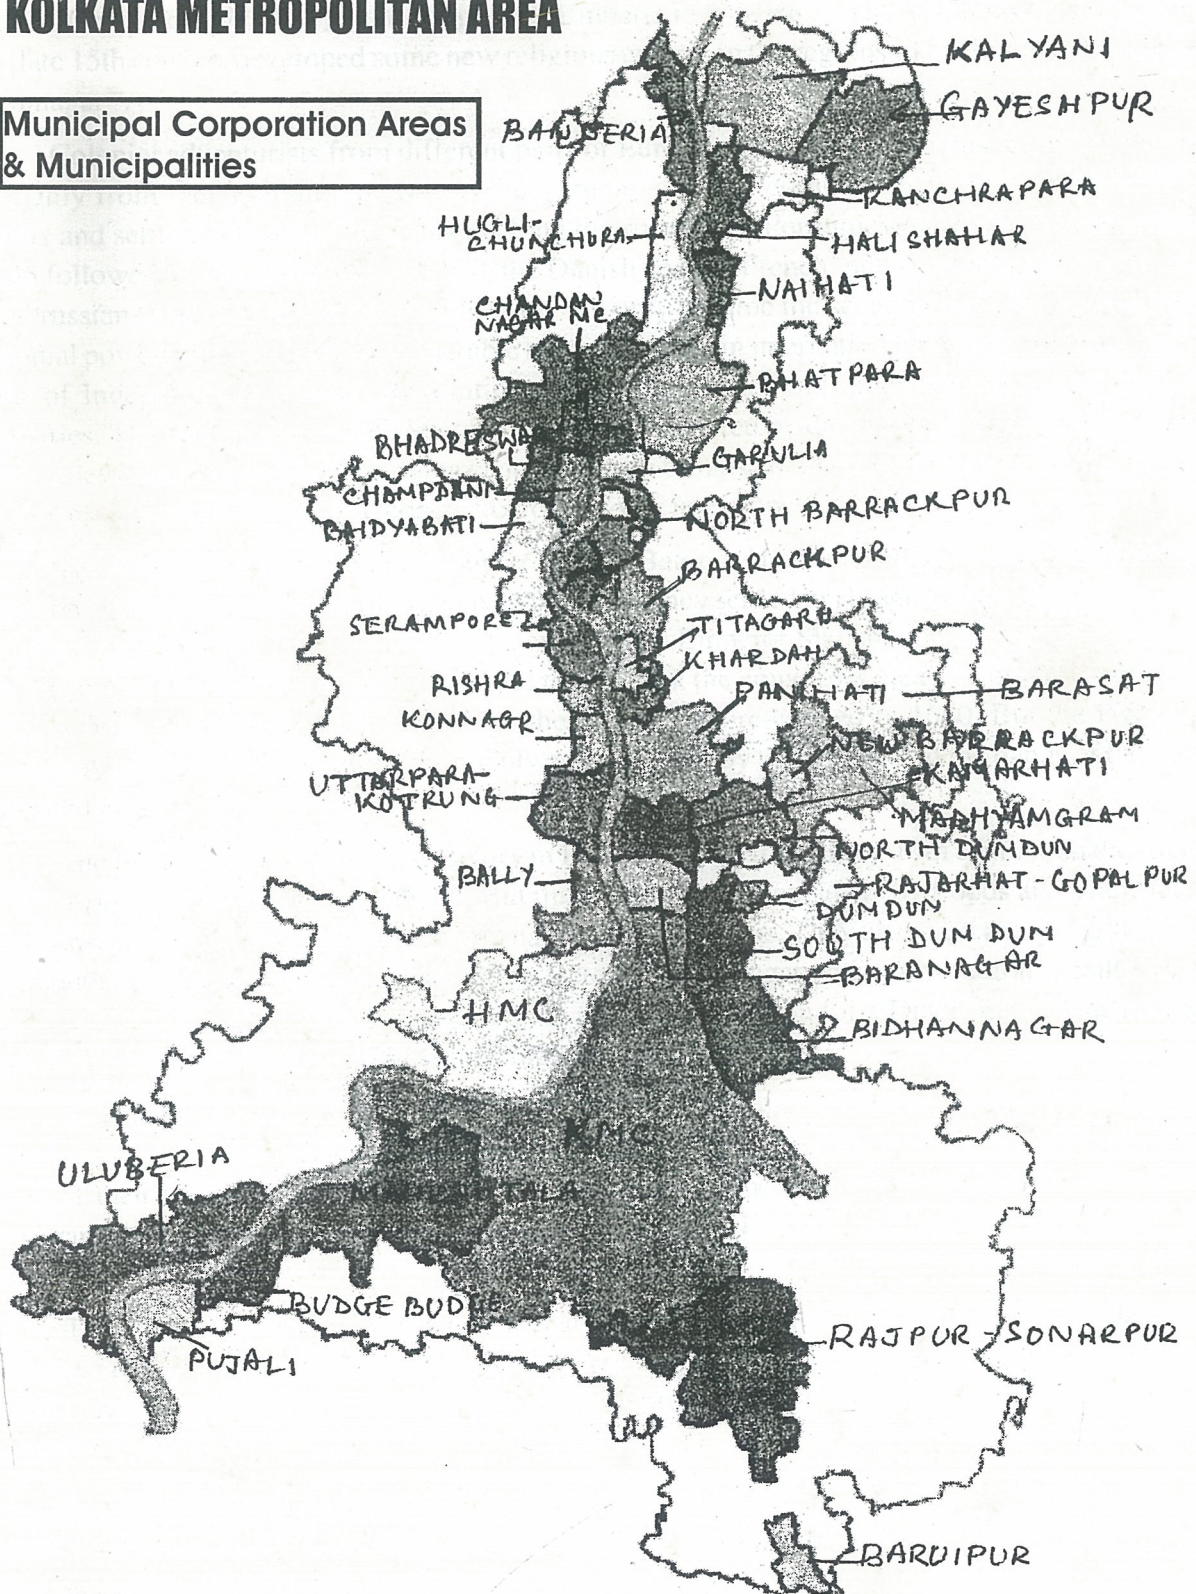 KOLKATA METROPOLITAN AREA
Municipal Corporation Areas
& Municipalities
KALYANI
GAYESHPUR
BANSBERIA
KANCHRAPARA
HUGLI-
CHUNCHURA
HALISHAHAR
NAIHATI
CHANDAN
NAGAR MC
BHATPARA
BHADRESWAR
GARULIA
CHAMPDANI
NORTH BARRACKPUR
BAIDYABATI
BARRACKPUR
SERAMPORE
TITAGARH
KHARDAH
RISHRA
PANIHATI
BARASAT
KONNAGR
NEW BARRACKPUR
KAMARHATI
UTTARPARA-
KOTRUNG
MADHYAMGRAM
NORTH DUMDUN
BALLY
RAJARHAT-GOPALPUR
DUMDUN
SOUTH DUM DUM
BARANAGAR
HMC
BIDHANNAGAR
KMC
ULUBERIA
BUDGE BUDGE
RAJPUR-SONARPUR
PUJALI
BARUIPUR